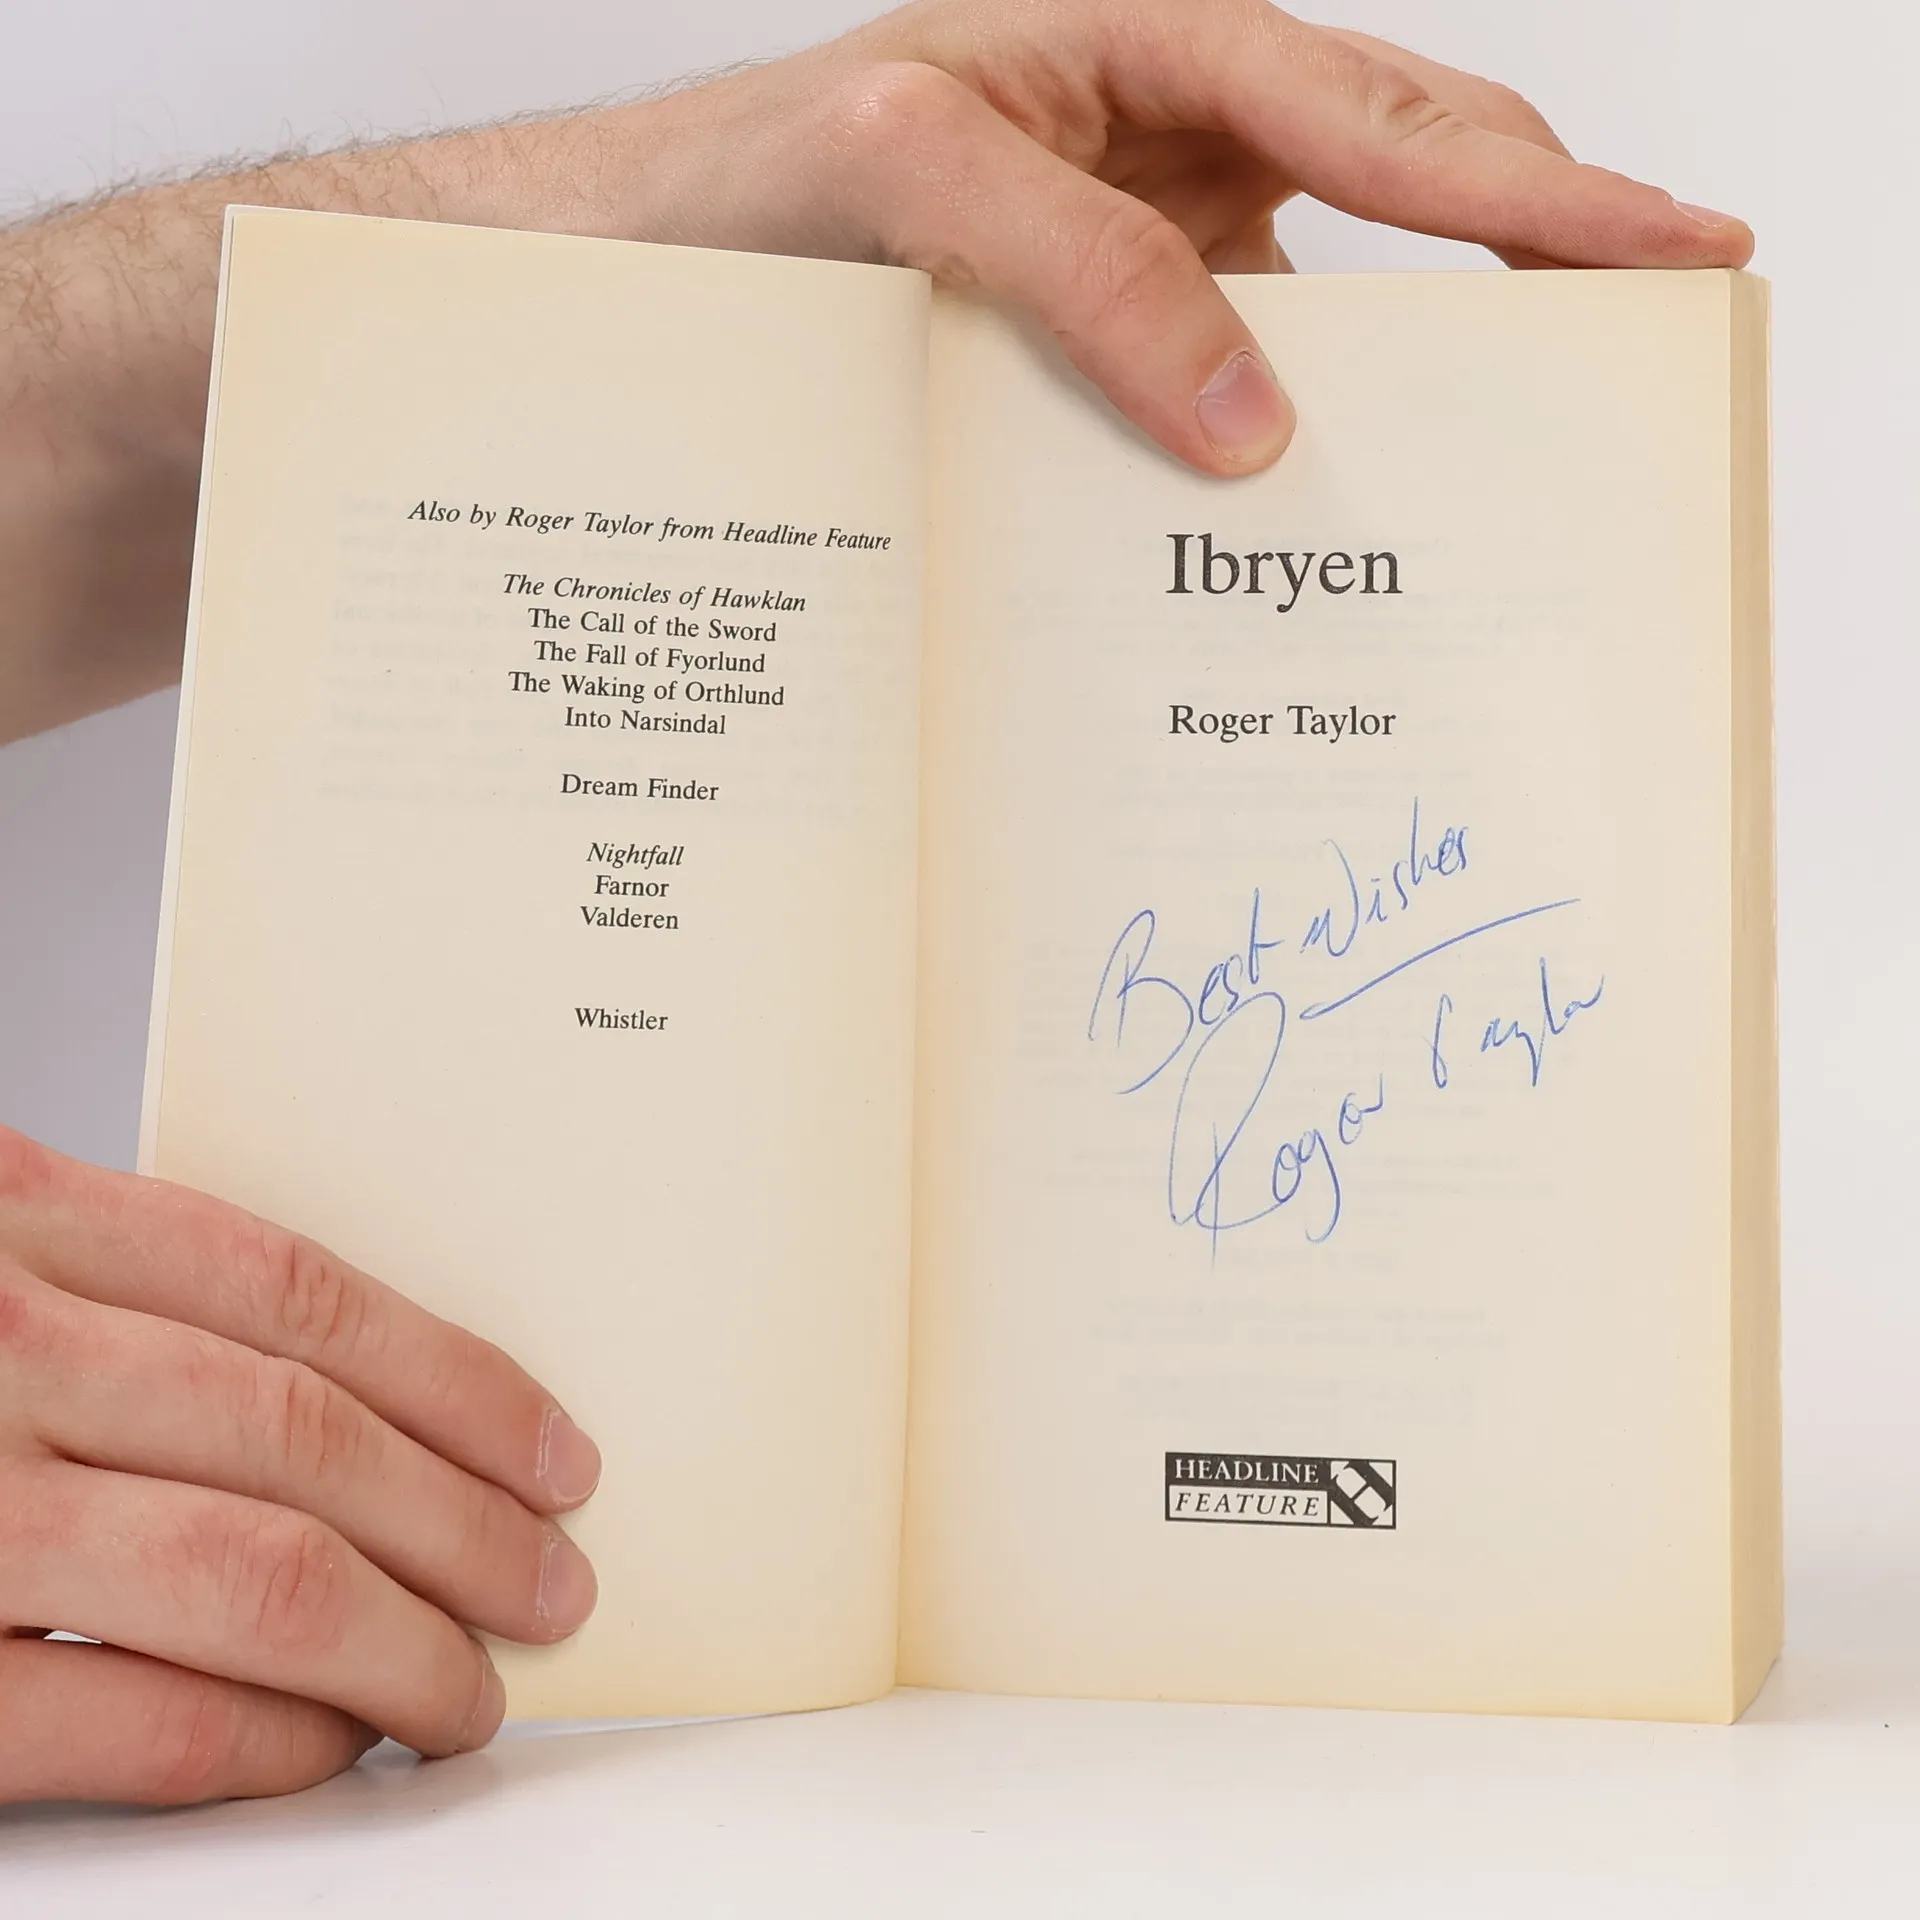 Also by Roger Taylor from Headline Feature
The Chronicles of Hawklan
The Call of the Sword
The Fall of Fyorlund
The Waking of Orthlund
Into Narsindal
Dream Finder
Nightfall
Farnor
Valderen
Whistler
Ibryen
Roger Taylor
Best Wishes
Roger Taylor
HEADLINE
FEATURE